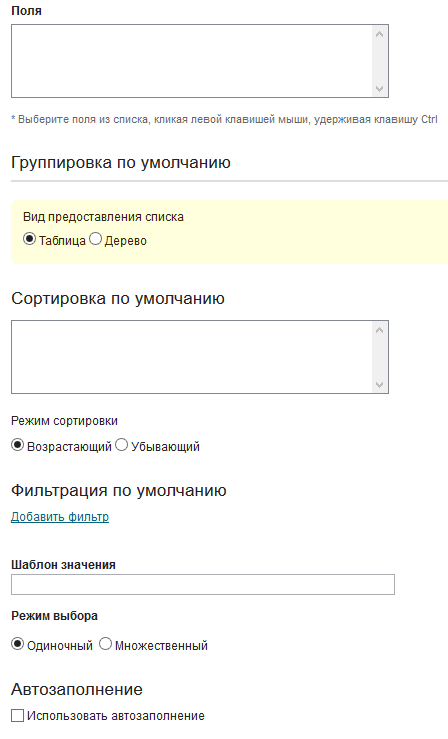 Поля
* Выберите поля из списка, кликая левой клавишей мыши, удерживая клавишу Ctrl
Группировка по умолчанию
Вид предоставления списка
Таблица Дерево
Сортировка по умолчанию
Режим сортировки
Возрастающий Убывающий
Фильтрация по умолчанию
Добавить фильтр
Шаблон значения
Режим выбора
Одиночный Множественный
Автозаполнение
Использовать автозаполнение